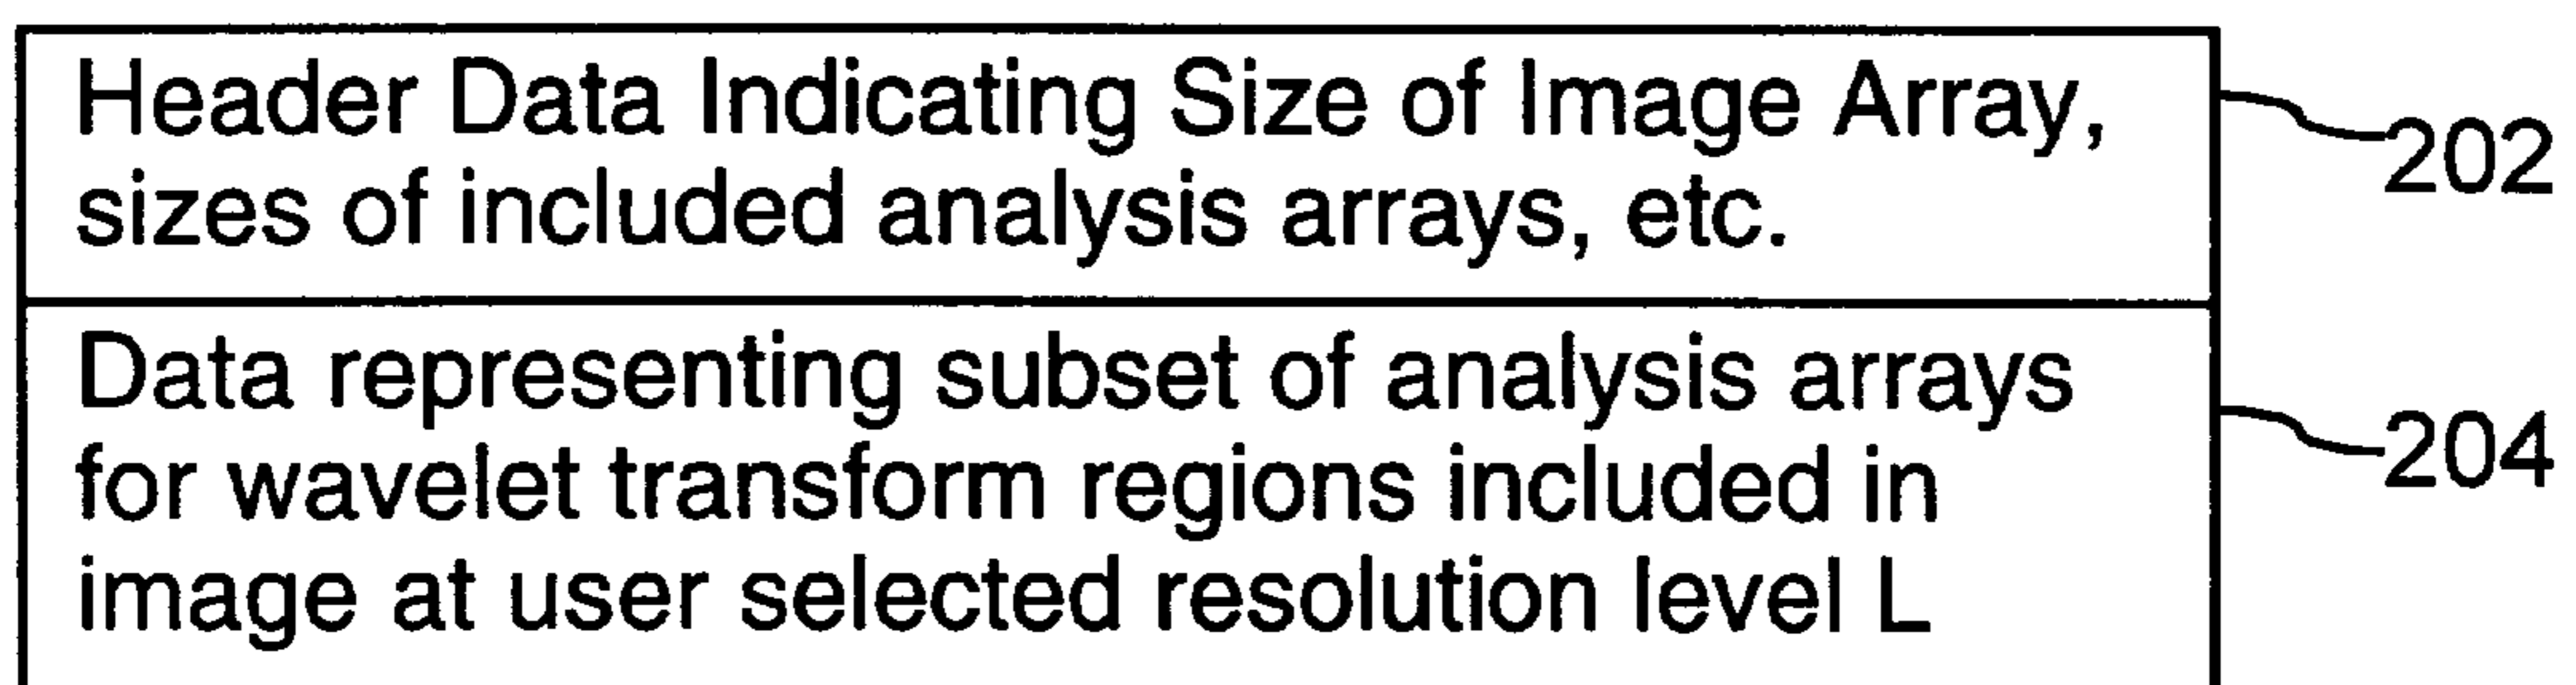 Header Data Indicating Size of Image Array,
sizes of included analysis arrays, etc.
202
Data representing subset of analysis arrays
for wavelet transform regions included in
image at user selected resolution level L
204